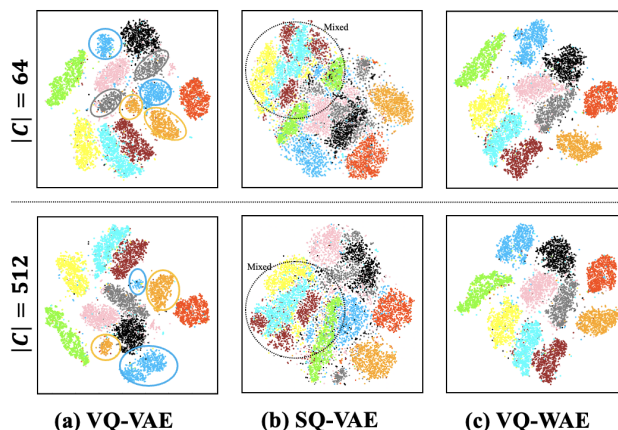 |C| = 64
Mixed
|C| = 512
Mixed
(a) VQ-VAE
(b) SQ-VAE
(c) VQ-WAE